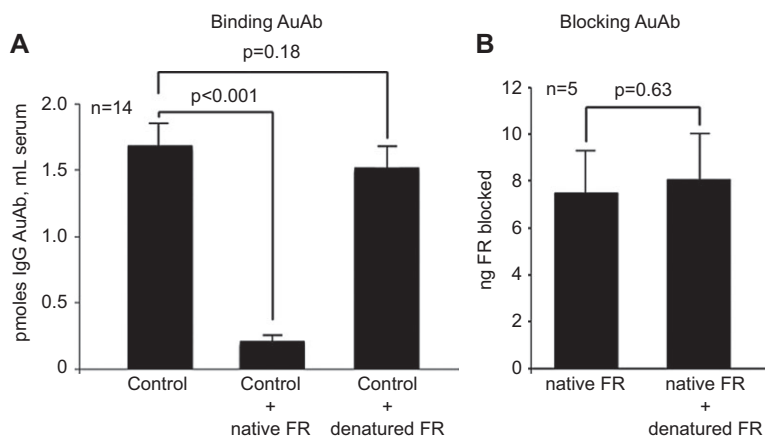 Binding AuAb
A
p=0.18
n=14
p<0.001
2.0
1.5
1.0
0.5
0
pmoles IgG AuAb, mL serum
Control
Control
+
native FR
Control
+
denatured FR
Blocking AuAb
B
n=5
p=0.63
12
10
8
6
4
2
0
ng FR blocked
native FR
native FR
+
denatured FR